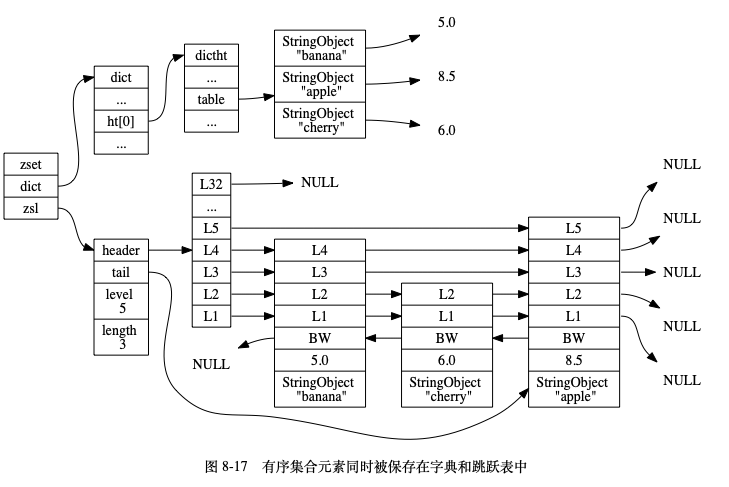 zset
dict
zsl
dict
...
ht[0]
...
dictht
...
table
...
StringObject
"banana"
StringObject
"apple"
StringObject
"cherry"
5.0
8.5
6.0
header
tail
level
5
length
3
L32
...
L5
L4
L3
L2
L1
NULL
NULL
L4
L3
L2
L1
BW
5.0
StringObject
"banana"
L2
L1
BW
6.0
StringObject
"cherry"
L5
L4
L3
L2
L1
BW
8.5
StringObject
"apple"
NULL
NULL
NULL
NULL
NULL
图 8-17 有序集合元素同时被保存在字典和跳跃表中